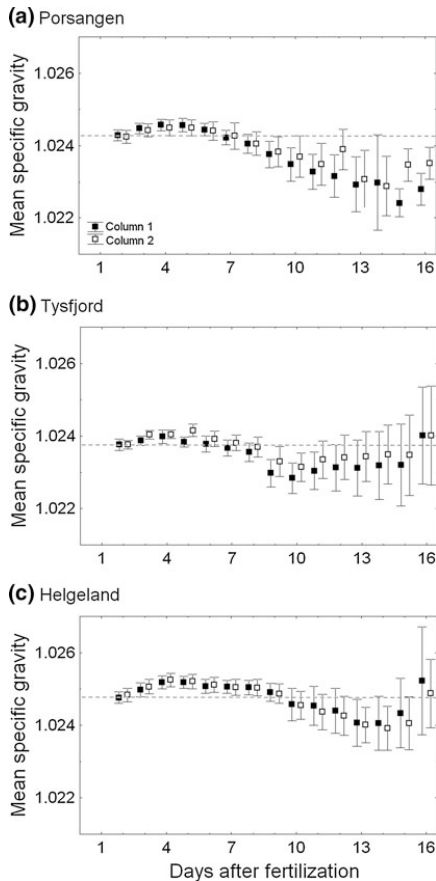 (a) Porsangen
Mean specific gravity
1.026
1.024
1.022
Column 1
Column 2
1 4 7 10 13 16
(b) Tysfjord
Mean specific gravity
1.026
1.024
1.022
1 4 7 10 13 16
(c) Helgeland
Mean specific gravity
1.026
1.024
1.022
1 4 7 10 13 16
Days after fertilization